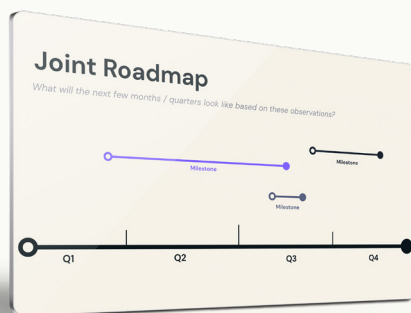 Joint Roadmap
What will the next few months / quarters look like based on these observations?
Milestone
Milestone
Milestone
Q1 Q2 Q3 Q4